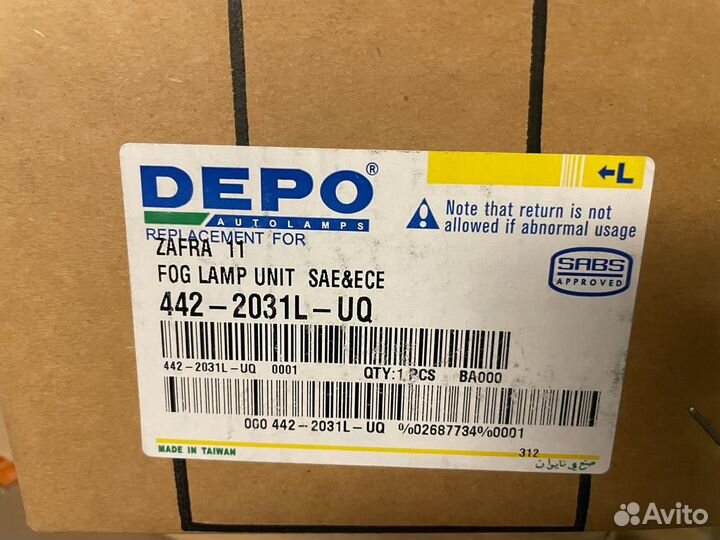 DEPO®
AUTOLAMPS
REPLACEMENT FOR
←L
Note that return is not
allowed if abnormal usage
ZAFRA 11
FOG LAMP UNIT SAE&ECE
442-2031L-UQ
SABS
APPROVED
442-2031L-UQ 0001 QTY:1 PCS BA000
000 442-2031L-UQ %02687734%0001
MADE IN TAIWAN
312
صنع في تايوان
Avito